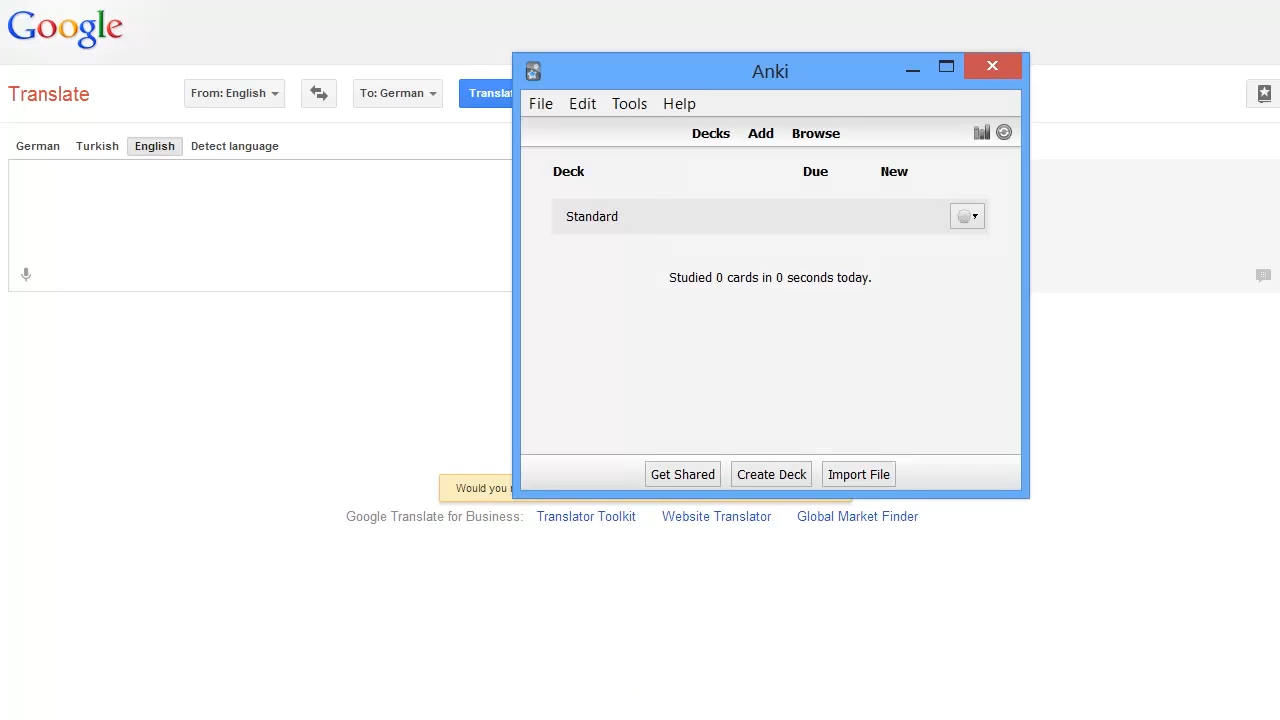 Google
Translate
From: English
To: German
German
Turkish
English
Detect language
Anki
File
Edit
Tools
Help
Decks
Add
Browse
Deck
Due
New
Standard
Studied 0 cards in 0 seconds today.
Get Shared
Create Deck
Import File
Would you
Google Translate for Business:
Translator Toolkit
Website Translator
Global Market Finder